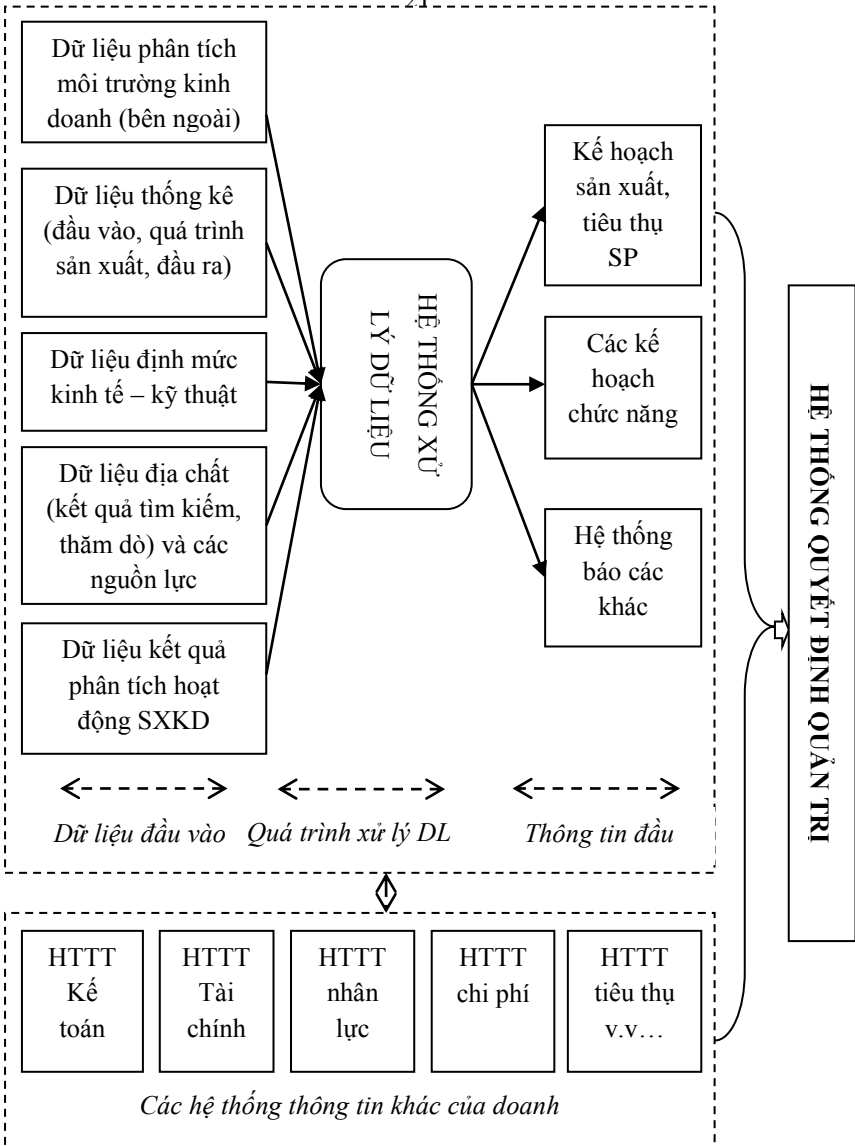 21
Dữ liệu phân tích
môi trường kinh
doanh (bên ngoài)
Dữ liệu thống kê
(đầu vào, quá trình
sản xuất, đầu ra)
Dữ liệu định mức
kinh tế – kỹ thuật
Dữ liệu địa chất
(kết quả tìm kiếm,
thăm dò) và các
nguồn lực
Dữ liệu kết quả
phân tích hoạt
động SXKD
HỆ THỐNG XỬ
LÝ DỮ LIỆU
Kế hoạch
sản xuất,
tiêu thụ
SP
Các kế
hoạch
chức năng
Hệ thống
báo các
khác
Dữ liệu đầu vào
Quá trình xử lý DL
Thông tin đầu
HỆ THỐNG QUYẾT ĐỊNH QUẢN TRỊ
HTTT
Kế
toán
HTTT
Tài
chính
HTTT
nhân
lực
HTTT
chi phí
HTTT
tiêu thụ
v.v…
Các hệ thống thông tin khác của doanh